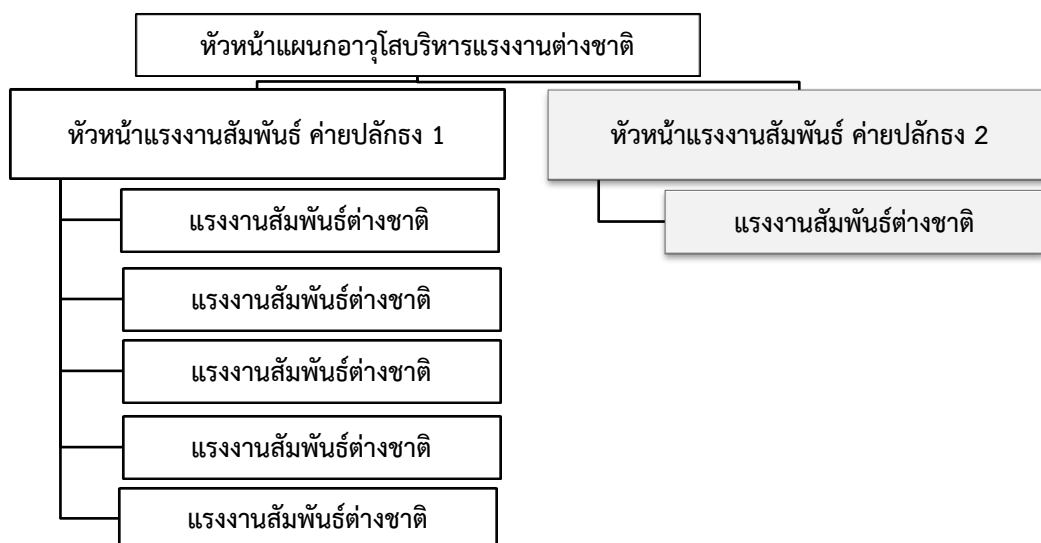 หัวหน้าแผนกอาวุโสบริหารแรงงานต่างชาติ
หัวหน้าแรงงานสัมพันธ์ ค่ายปลักธง 1
หัวหน้าแรงงานสัมพันธ์ ค่ายปลักธง 2
แรงงานสัมพันธ์ต่างชาติ
แรงงานสัมพันธ์ต่างชาติ
แรงงานสัมพันธ์ต่างชาติ
แรงงานสัมพันธ์ต่างชาติ
แรงงานสัมพันธ์ต่างชาติ
แรงงานสัมพันธ์ต่างชาติ